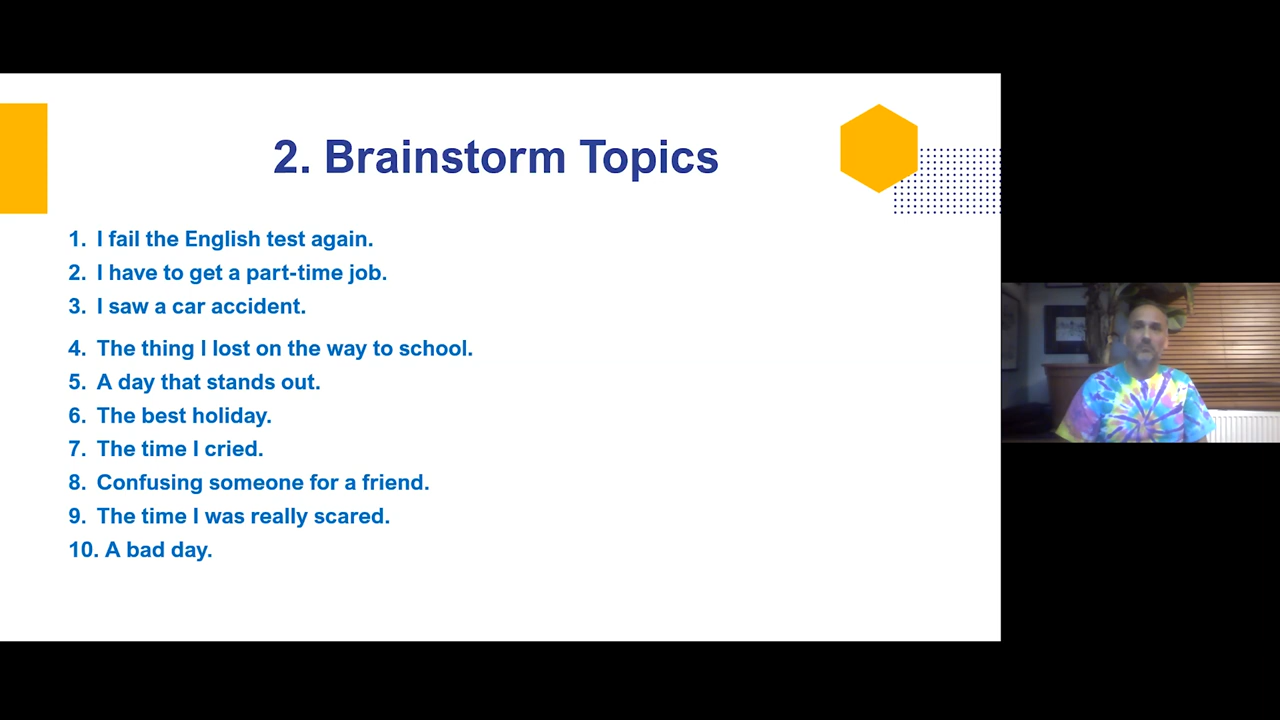 2. Brainstorm Topics
1. I fail the English test again.
2. I have to get a part-time job.
3. I saw a car accident.
4. The thing I lost on the way to school.
5. A day that stands out.
6. The best holiday.
7. The time I cried.
8. Confusing someone for a friend.
9. The time I was really scared.
10. A bad day.